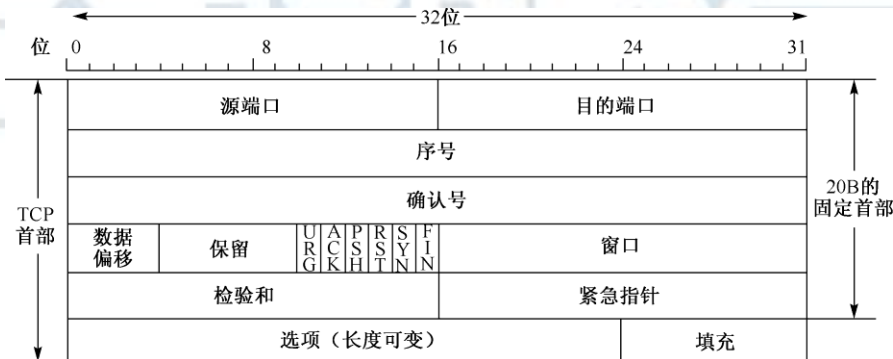 32位
位 0 8 16 24 31
源端口 目的端口
序号
确认号
TCP
首部
20B的
固定首部
数据
偏移
保留
URG
ACK
PSH
RST
SYN
FIN
窗口
检验和 紧急指针
选项（长度可变） 填充